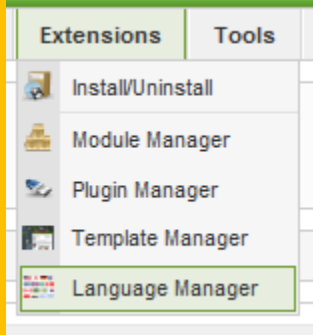 Extensions Tools
Install/Uninstall
Module Manager
Plugin Manager
Template Manager
Language Manager